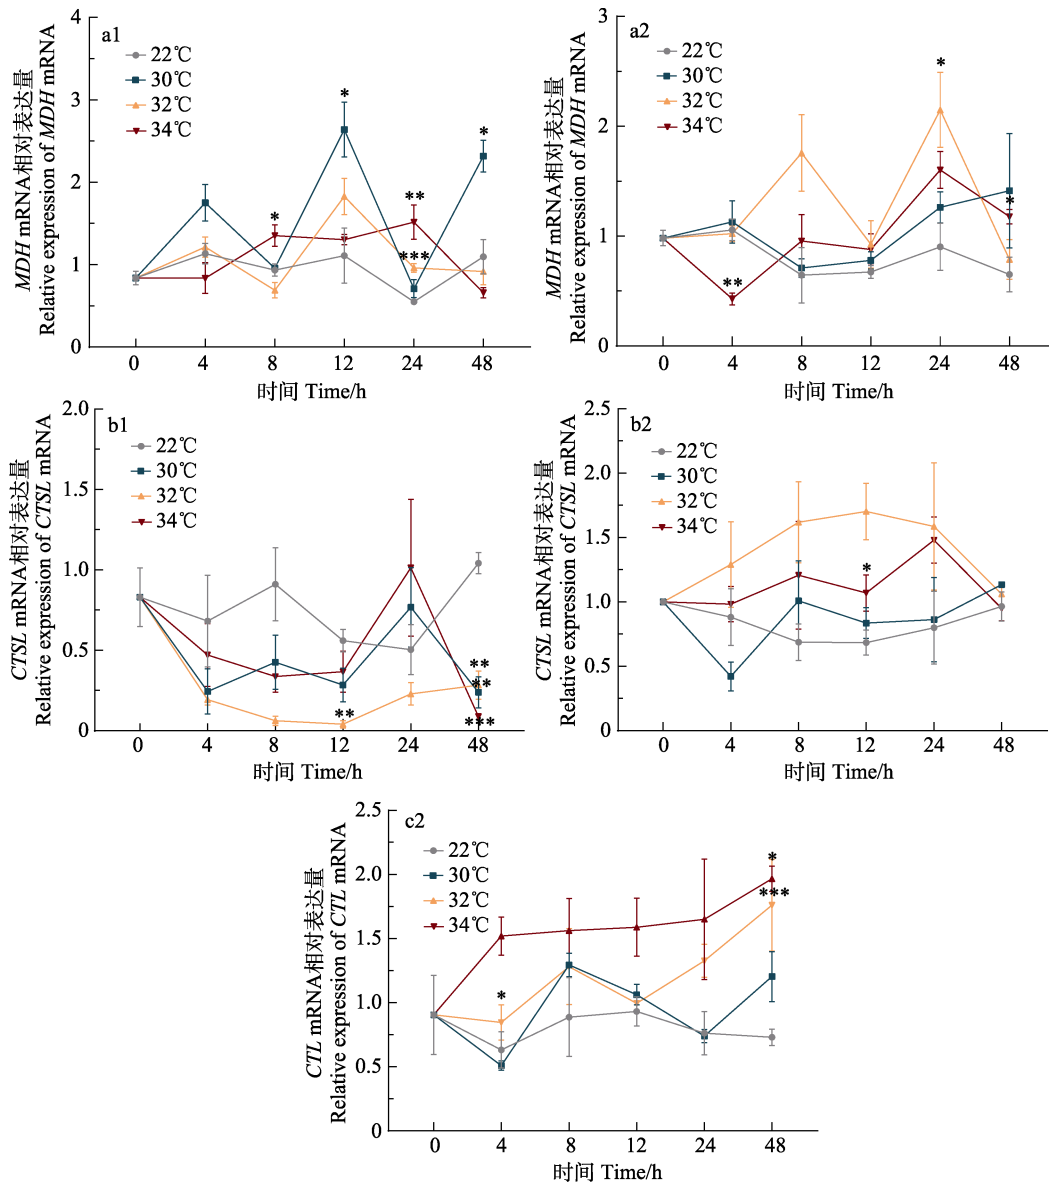 MDH mRNA相对表达量
Relative expression of MDH mRNA
a1
22℃
30℃
32℃
34℃
4
3
2
1
0
*
*
*
**
***
0 4 8 12 24 48
时间 Time/h
MDH mRNA相对表达量
Relative expression of MDH mRNA
a2
22℃
30℃
32℃
34℃
3
2
1
0
*
*
**
0 4 8 12 24 48
时间 Time/h
CTSL mRNA相对表达量
Relative expression of CTSL mRNA
b1
22℃
30℃
32℃
34℃
2.0
1.5
1.0
0.5
0
**
**
**
***
0 4 8 12 24 48
时间 Time/h
CTSL mRNA相对表达量
Relative expression of CTSL mRNA
b2
22℃
30℃
32℃
34℃
2.5
2.0
1.5
1.0
0.5
0
*
0 4 8 12 24 48
时间 Time/h
CTL mRNA相对表达量
Relative expression of CTL mRNA
c2
22℃
30℃
32℃
34℃
2.5
2.0
1.5
1.0
0.5
0
*
***
*
0 4 8 12 24 48
时间 Time/h